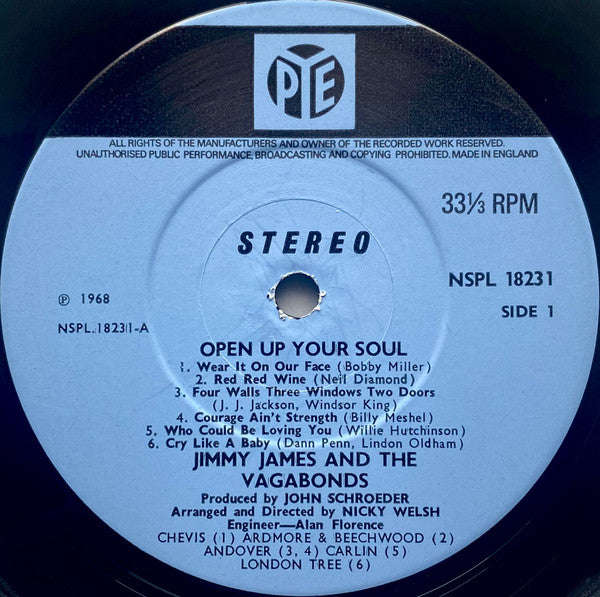 PYE
ALL RIGHTS OF THE MANUFACTURERS AND OWNER OF THE RECORDED WORK RESERVED.
UNAUTHORISED PUBLIC PERFORMANCE, BROADCASTING AND COPYING PROHIBITED. MADE IN ENGLAND
33⅓ RPM
STEREO
NSPL 18231
℗ 1968
SIDE 1
NSPL.18231-A
OPEN UP YOUR SOUL
1. Wear It On Our Face (Bobby Miller)
2. Red Red Wine (Neil Diamond)
3. Four Walls Three Windows Two Doors
(J. J. Jackson, Windsor King)
4. Courage Ain't Strength (Billy Meshel)
5. Who Could Be Loving You (Willie Hutchinson)
6. Cry Like A Baby (Dann Penn, Lindon Oldham)
JIMMY JAMES AND THE
VAGABONDS
Produced by JOHN SCHROEDER
Arranged and Directed by NICKY WELSH
Engineer—Alan Florence
CHEVIS (1) ARDMORE & BEECHWOOD (2)
ANDOVER (3, 4) CARLIN (5)
LONDON TREE (6)